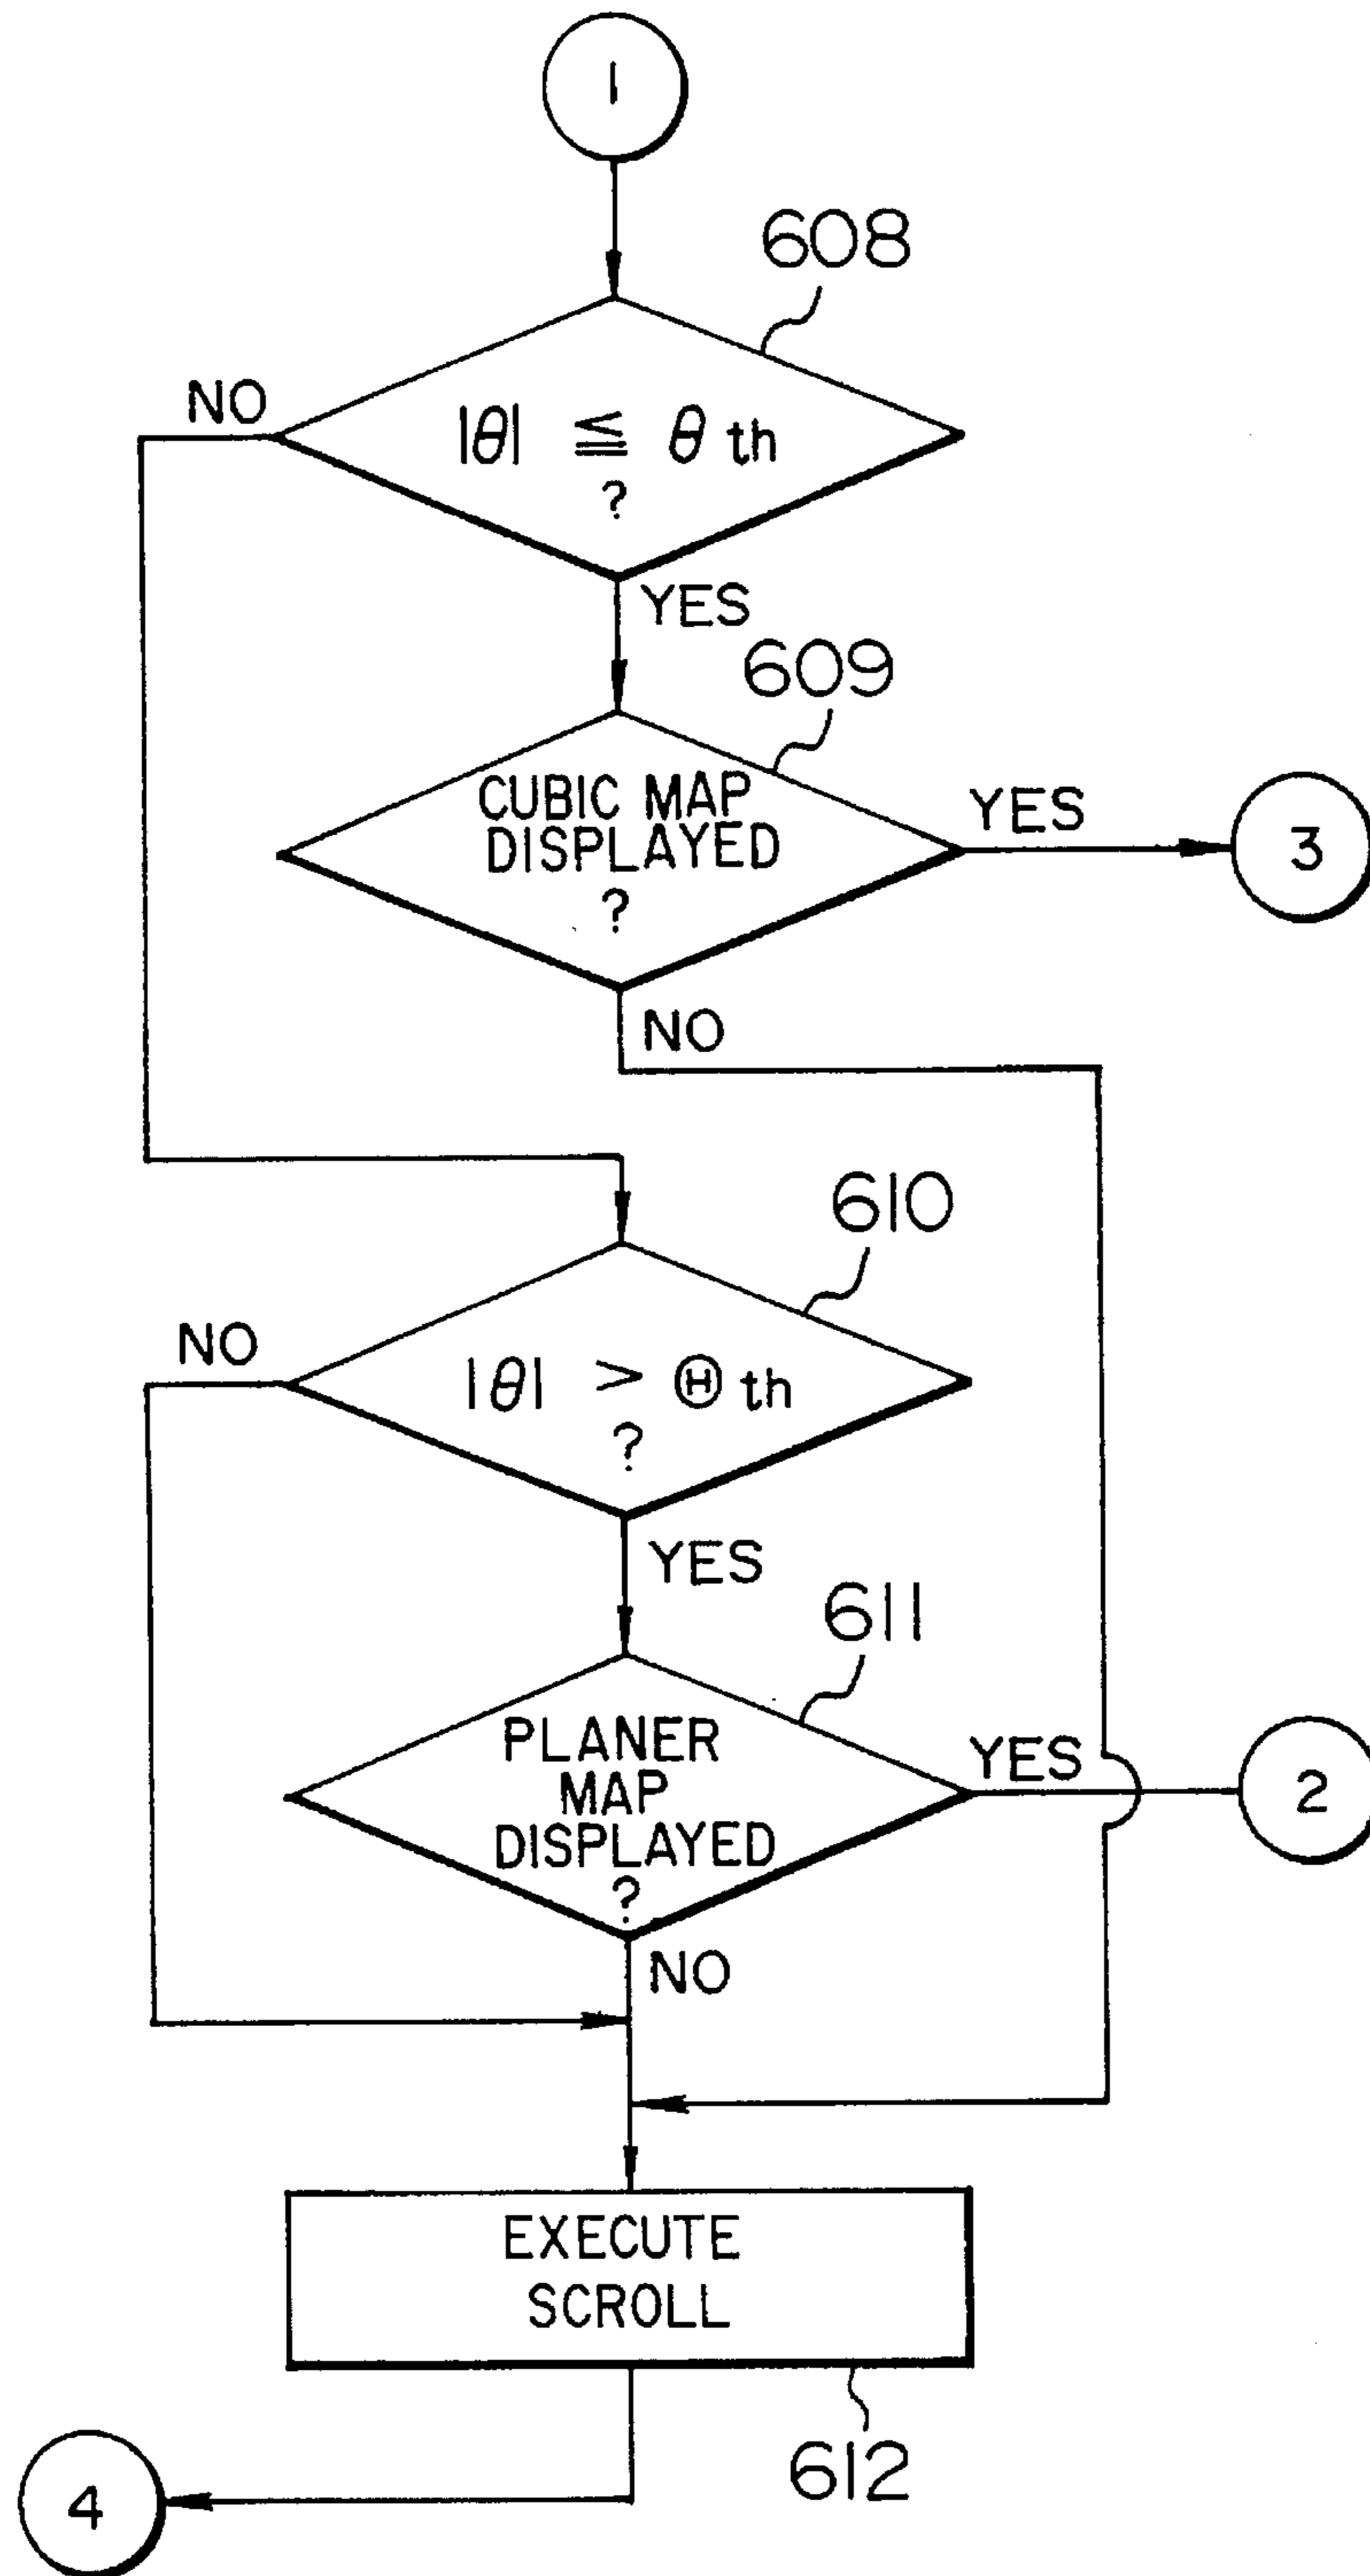 1
608
NO
|θ| ≦ θ th
?
YES
609
CUBIC MAP
DISPLAYED
?
YES
3
NO
610
NO
|θ| > Θ th
?
YES
611
PLANER
MAP
DISPLAYED
?
YES
2
NO
EXECUTE
SCROLL
612
4